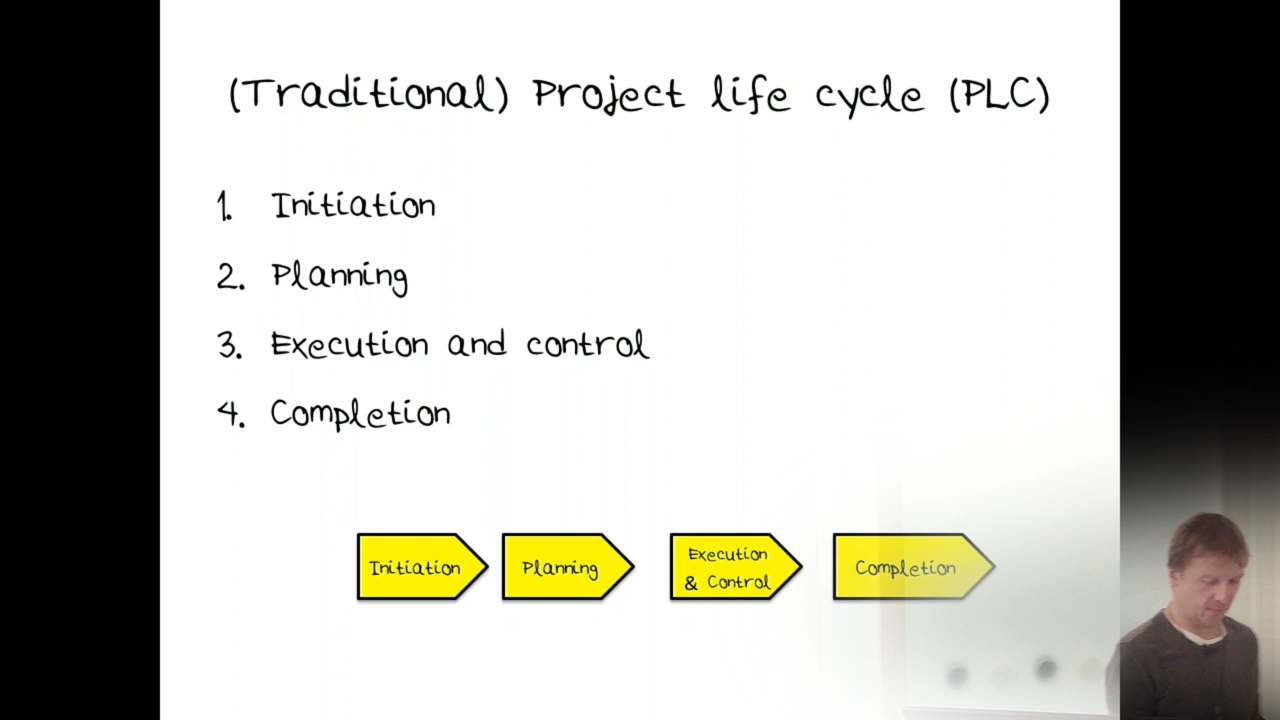 (Traditional) Project life cycle (PLC)
1. Initiation
2. Planning
3. Execution and control
4. Completion
Initiation
Planning
Execution
& Control
Completion